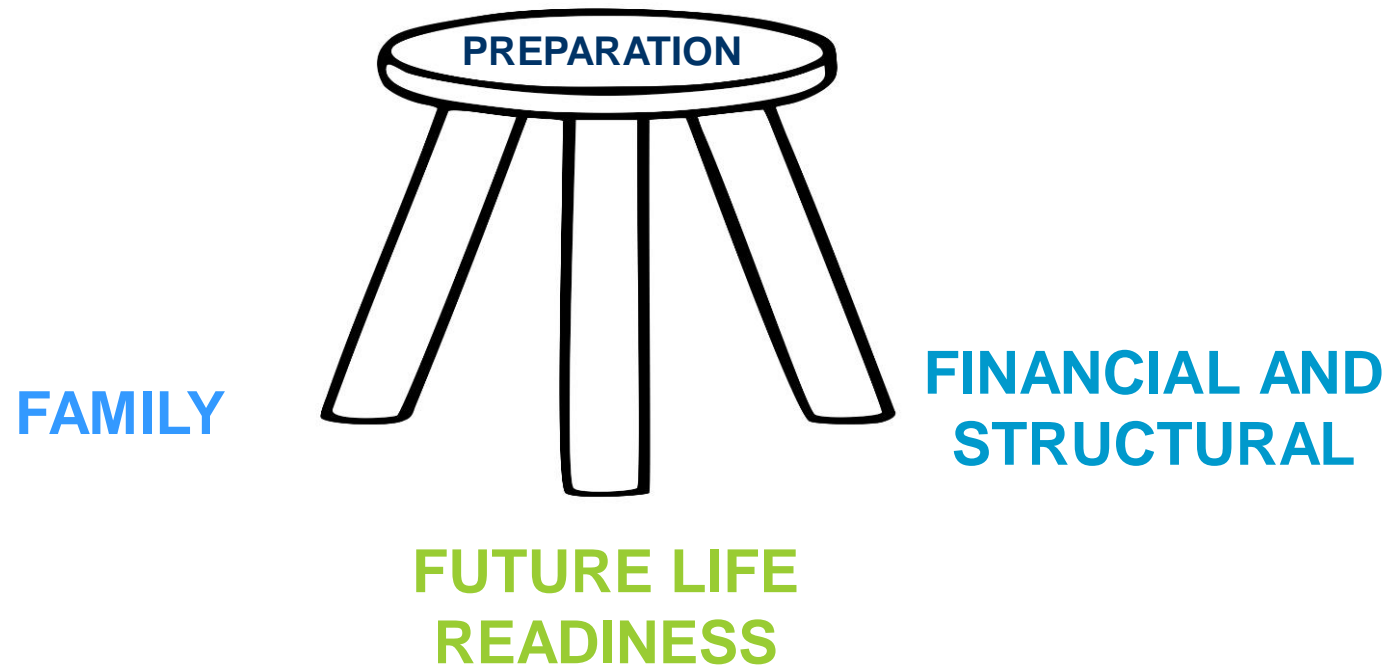 PREPARATION
FAMILY
FINANCIAL AND
STRUCTURAL
FUTURE LIFE
READINESS